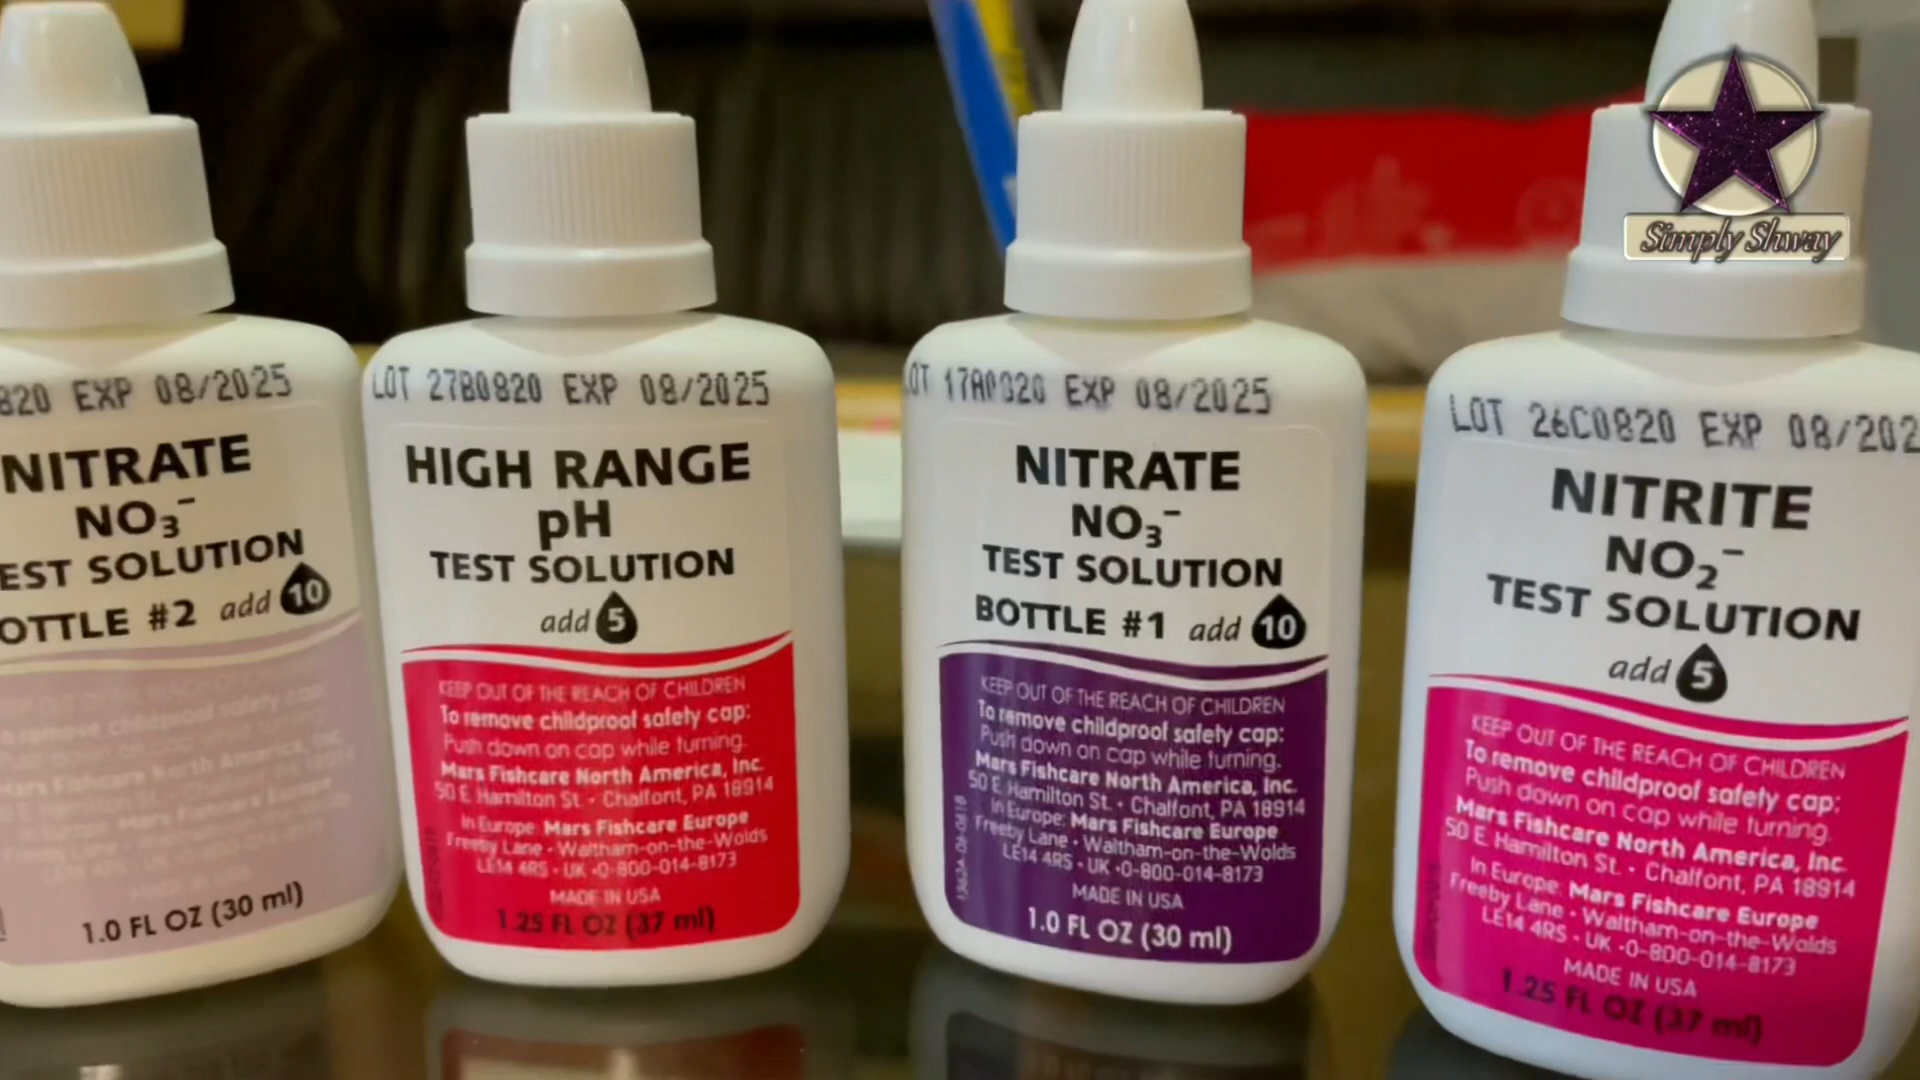 820 EXP 08/2025
NITRATE
NO₃⁻
EST SOLUTION
OTTLE #2 add 10
1.0 FL OZ (30 ml)
LOT 27B0820 EXP 08/2025
HIGH RANGE
pH
TEST SOLUTION
add 5
KEEP OUT OF THE REACH OF CHILDREN
To remove childproof safety cap:
Push down on cap while turning.
Mars Fishcare North America, Inc.
50 E. Hamilton St. • Chalfont, PA 18914
In Europe: Mars Fishcare Europe
Freeby Lane • Waltham-on-the-Wolds
LE14 4RS • UK •0-800-014-8173
MADE IN USA
1.25 FL OZ (37 ml)
EXP 08/2025
NITRATE
NO₃⁻
TEST SOLUTION
BOTTLE #1 add 10
KEEP OUT OF THE REACH OF CHILDREN
To remove childproof safety cap:
Push down on cap while turning.
Mars Fishcare North America, Inc.
50 E. Hamilton St. • Chalfont, PA 18914
In Europe: Mars Fishcare Europe
Freeby Lane • Waltham-on-the-Wolds
LE14 4RS • UK •0-800-014-8173
MADE IN USA
1.0 FL OZ (30 ml)
LOT 26C0820 EXP 08/202
NITRITE
NO₂⁻
TEST SOLUTION
add 5
KEEP OUT OF THE REACH OF CHILDREN
To remove childproof safety cap:
Push down on cap while turning.
Mars Fishcare North America, Inc.
50 E. Hamilton St. • Chalfont, PA 18914
In Europe: Mars Fishcare Europe
Freeby Lane • Waltham-on-the-Wolds
LE14 4RS • UK •0-800-014-8173
MADE IN USA
1.25 FL OZ (37 ml)
Simply Shway